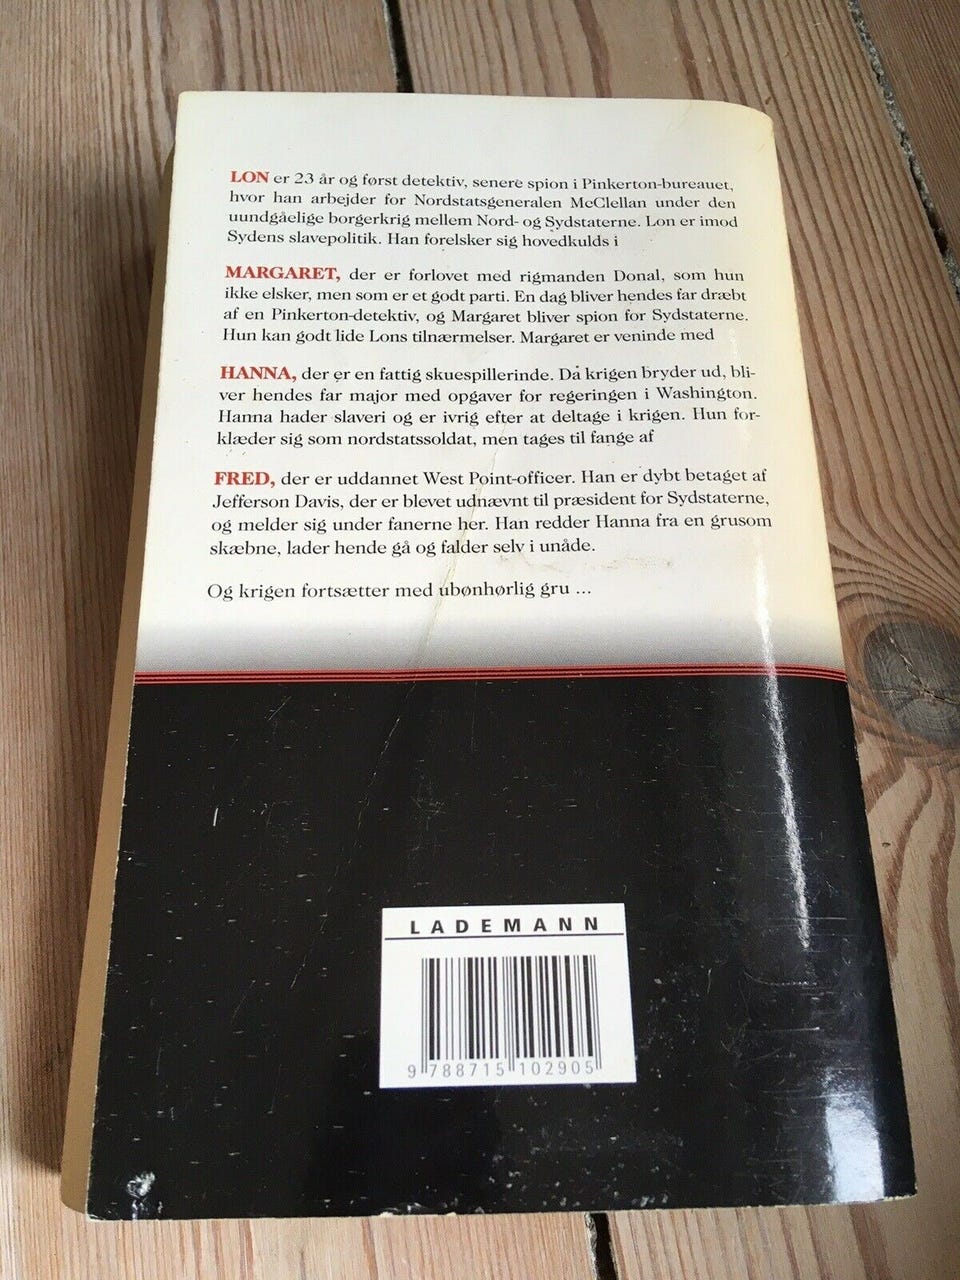 LON er 23 år og først detektiv, senere spion i Pinkerton-bureauet,
hvor han arbejder for Nordstatsgeneralen McClellan under den
uundgåelige borgerkrig mellem Nord- og Sydstaterne. Lon er imod
Sydens slavepolitik. Han forelsker sig hovedkulds i
MARGARET, der er forlovet med rigmanden Donal, som hun
ikke elsker, men som er et godt parti. En dag bliver hendes far dræbt
af en Pinkerton-detektiv, og Margaret bliver spion for Sydstaterne.
Hun kan godt lide Lons tilnærmelser. Margaret er veninde med
HANNA, der er en fattig skuespillerinde. Da krigen bryder ud, bli-
ver hendes far major med opgaver for regeringen i Washington.
Hanna hader slaveri og er ivrig efter at deltage i krigen. Hun for-
klæder sig som nordstatssoldat, men tages til fange af
FRED, der er uddannet West Point-officer. Han er dybt betaget af
Jefferson Davis, der er blevet udnævnt til præsident for Sydstaterne,
og melder sig under fanerne her. Han redder Hanna fra en grusom
skæbne, lader hende gå og falder selv i unåde.
Og krigen fortsætter med ubønhørlig gru ...
LADEMANN
9 788715 102905